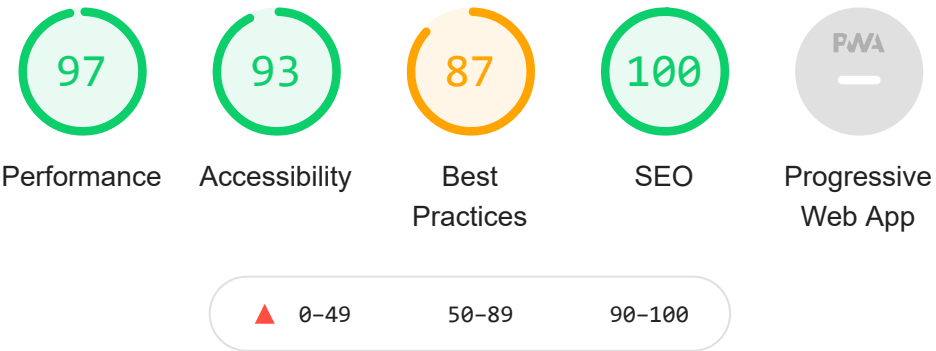 97 93 87 100 PWA
Performance Accessibility Best Practices SEO Progressive Web App
0–49 50–89 90–100